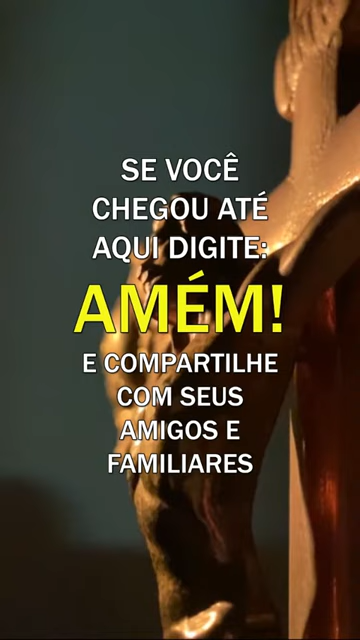 SE VOCÊ
CHEGOU ATÉ
AQUI DIGITE:
AMÉM!
E COMPARTILHE
COM SEUS
AMIGOS E
FAMILIARES